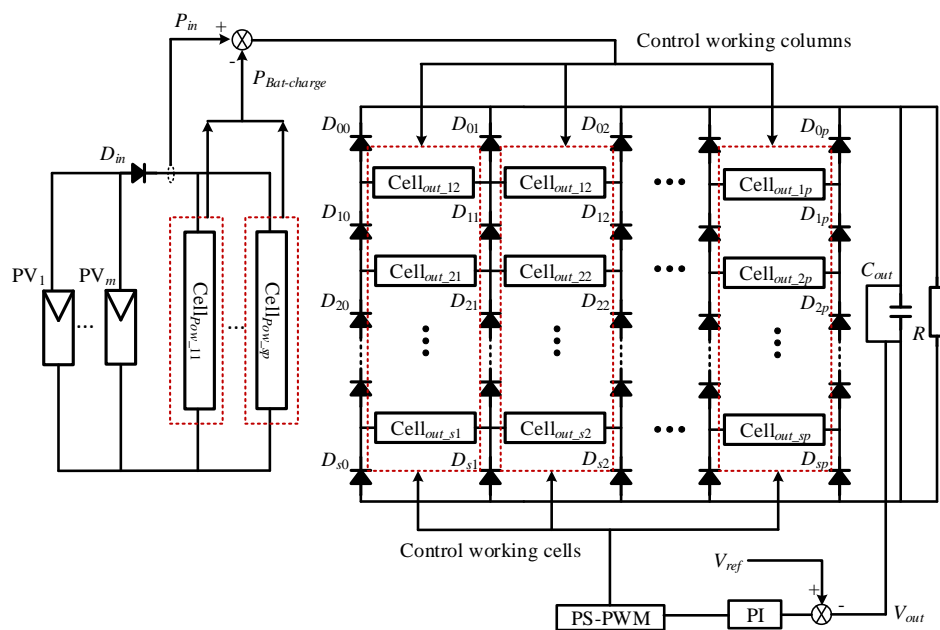 P_in
+
-
Control working columns
P_Bat-charge
D_00
D_01
D_02
D_0p
D_in
Cell_out_12
Cell_out_12
•••
Cell_out_1p
D_10
D_11
D_12
D_1p
PV_1
PV_m
Cell_out_21
Cell_out_22
•••
Cell_out_2p
C_out
...
Cell_Pow_11
...
Cell_Pow_sp
D_20
D_21
D_22
D_2p
R
Cell_out_s1
Cell_out_s2
•••
Cell_out_sp
D_s0
D_s1
D_s2
D_sp
Control working cells
V_ref
+
-
PS-PWM
PI
V_out